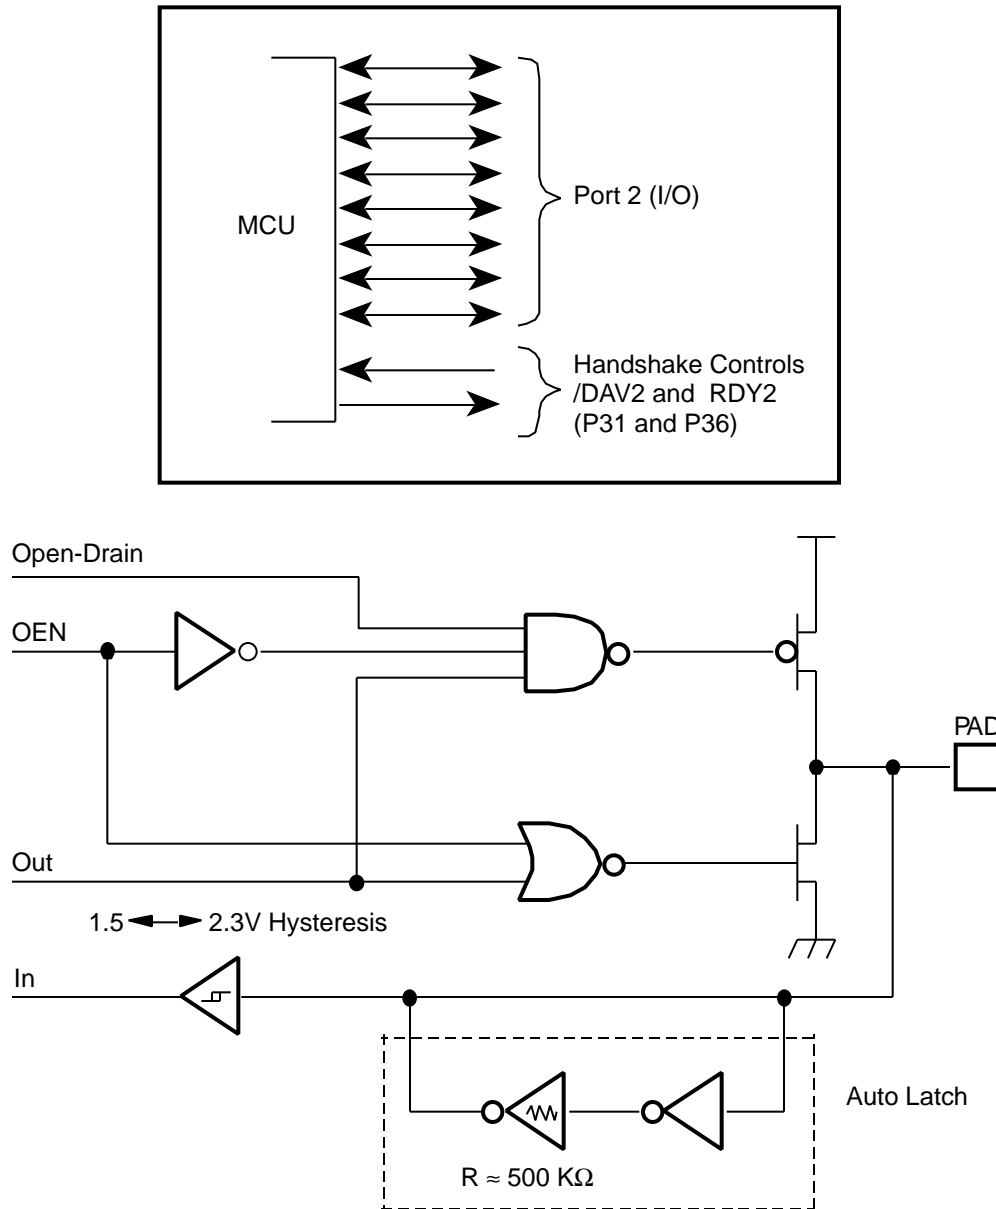 MCU
Port 2 (I/O)
Handshake Controls
/DAV2 and RDY2
(P31 and P36)
Open-Drain
OEN
PAD
Out
1.5 2.3V Hysteresis
In
Auto Latch
R ≈ 500 KΩ